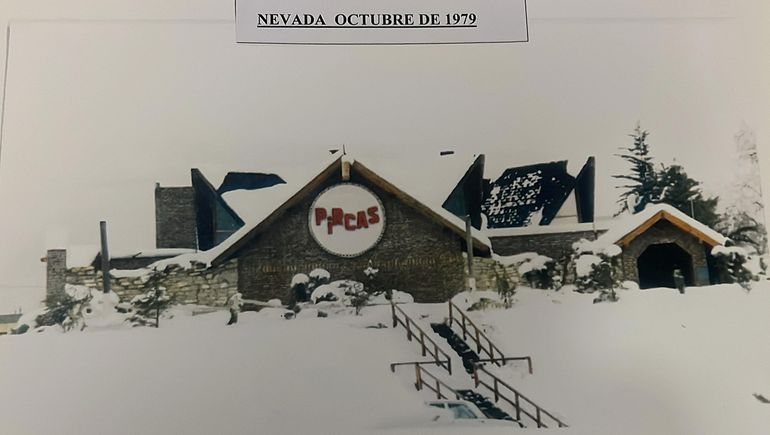 NEVADA OCTUBRE DE 1979
PIRCAS